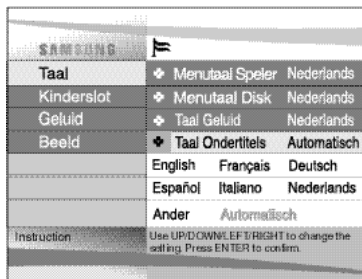 SAMSUNG
Taal
Kinderslot
Geluid
Beeld
Menutaal Speler Nederlands
Menutaal Disk Nederlands
Taal Geluid Nederlands
Taal Ondertitels Automatisch
English Français Deutsch
Español Italiano Nederlands
Ander Automatisch
Instruction
Use UP/DOWN/LEFT/RIGHT to change the
setting. Press ENTER to confirm.